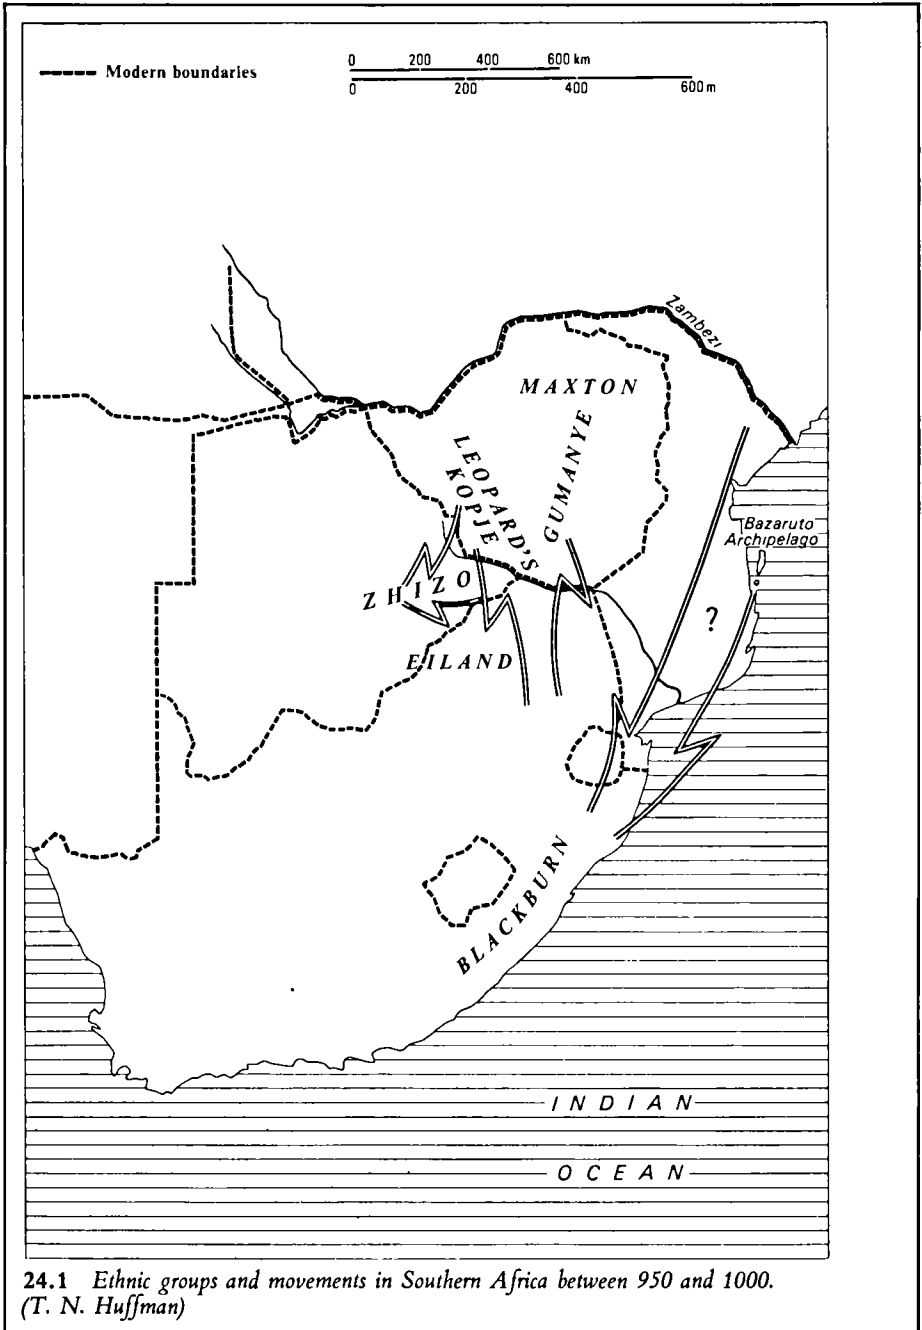 Modern boundaries
0 200 400 600 km
0 200 400 600 m
Zambezi
MAXTON
LEOPARD'S
KOPJE
GUMANYE
Bazaruto
Archipelago
ZHIZO
?
EILAND
BLACKBURN
INDIAN
OCEAN
24.1 Ethnic groups and movements in Southern Africa between 950 and 1000.
(T. N. Huffman)